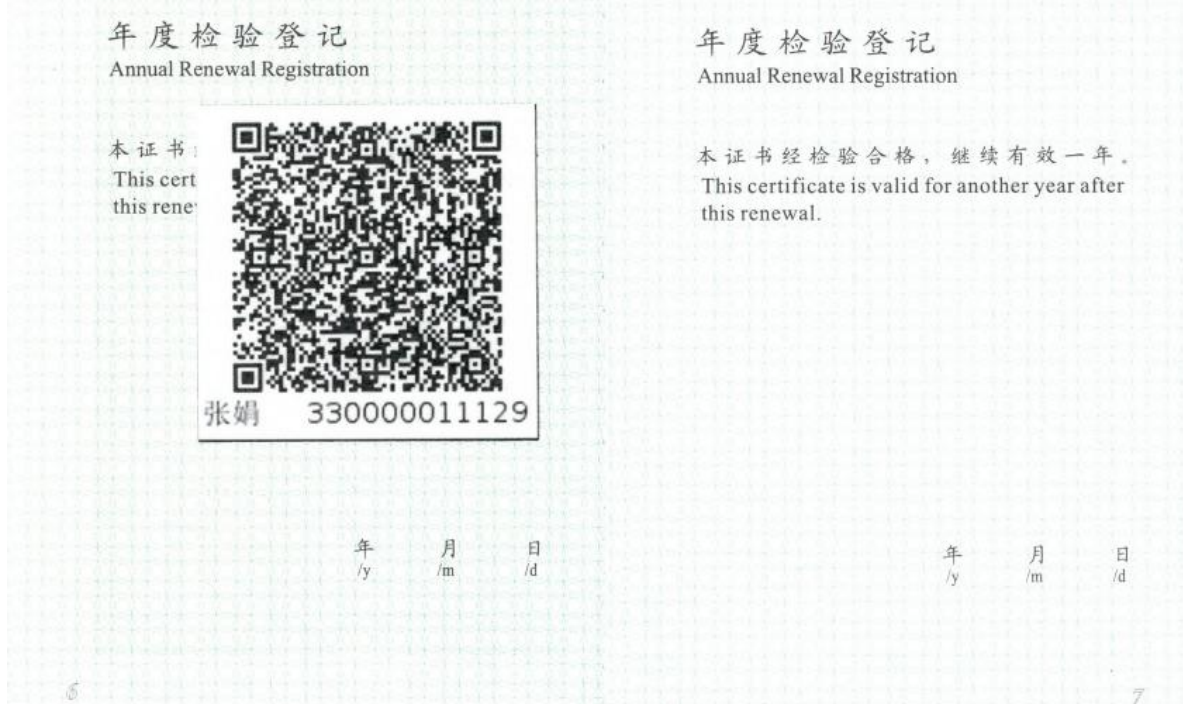 年度检验登记
Annual Renewal Registration
本证书
This cert
this rene
张娟 330000011129
年 月 日
/y /m /d
6
年度检验登记
Annual Renewal Registration
本证书经检验合格，继续有效一年。
This certificate is valid for another year after
this renewal.
年 月 日
/y /m /d
7